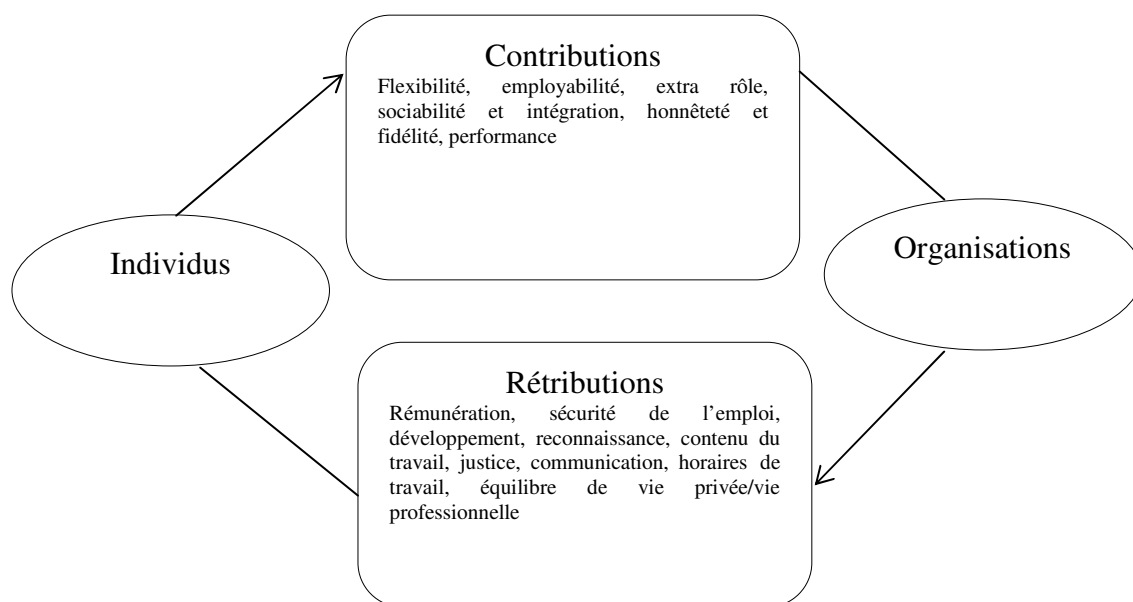 Contributions
Flexibilité, employabilité, extra rôle,
sociabilité et intégration, honnêteté et
fidélité, performance
Individus
Organisations
Rétributions
Rémunération, sécurité de l'emploi,
développement, reconnaissance, contenu du
travail, justice, communication, horaires de
travail, équilibre de vie privée/vie
professionnelle